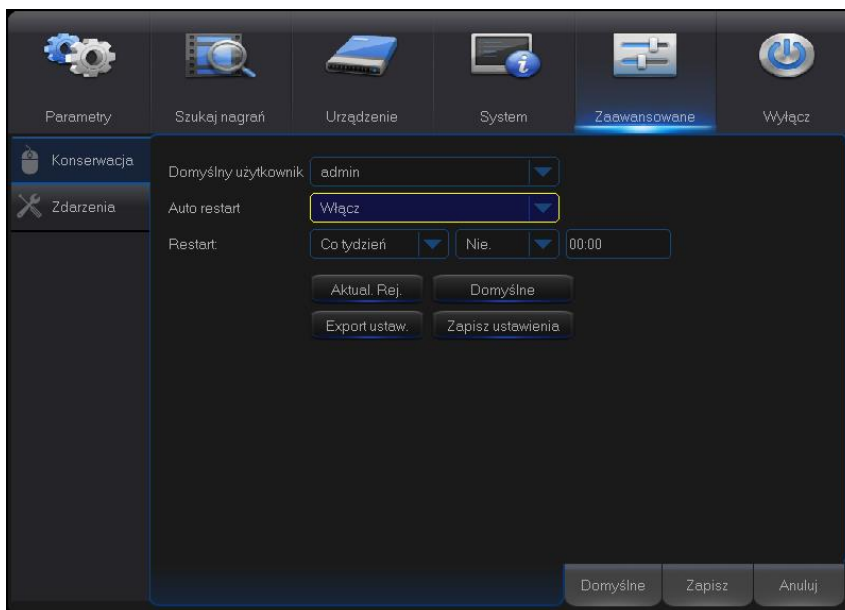 Parametry Szukaj nagrań Urządzenie System Zaawansowane Wyłącz
Konserwacja
Zdarzenia
Domyślny użytkownik admin
Auto restart Włącz
Restart: Co tydzień Nie. 00:00
Aktual. Rej. Domyślne
Export ustaw. Zapisz ustawienia
Domyślne Zapisz Anuluj